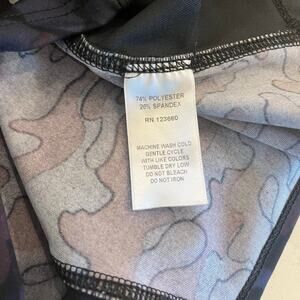 74% POLYESTER
26% SPANDEX
RN 123660
MACHINE WASH COLD
GENTLE CYCLE
WITH LIKE COLORS
TUMBLE DRY LOW
DO NOT BLEACH
DO NOT IRON